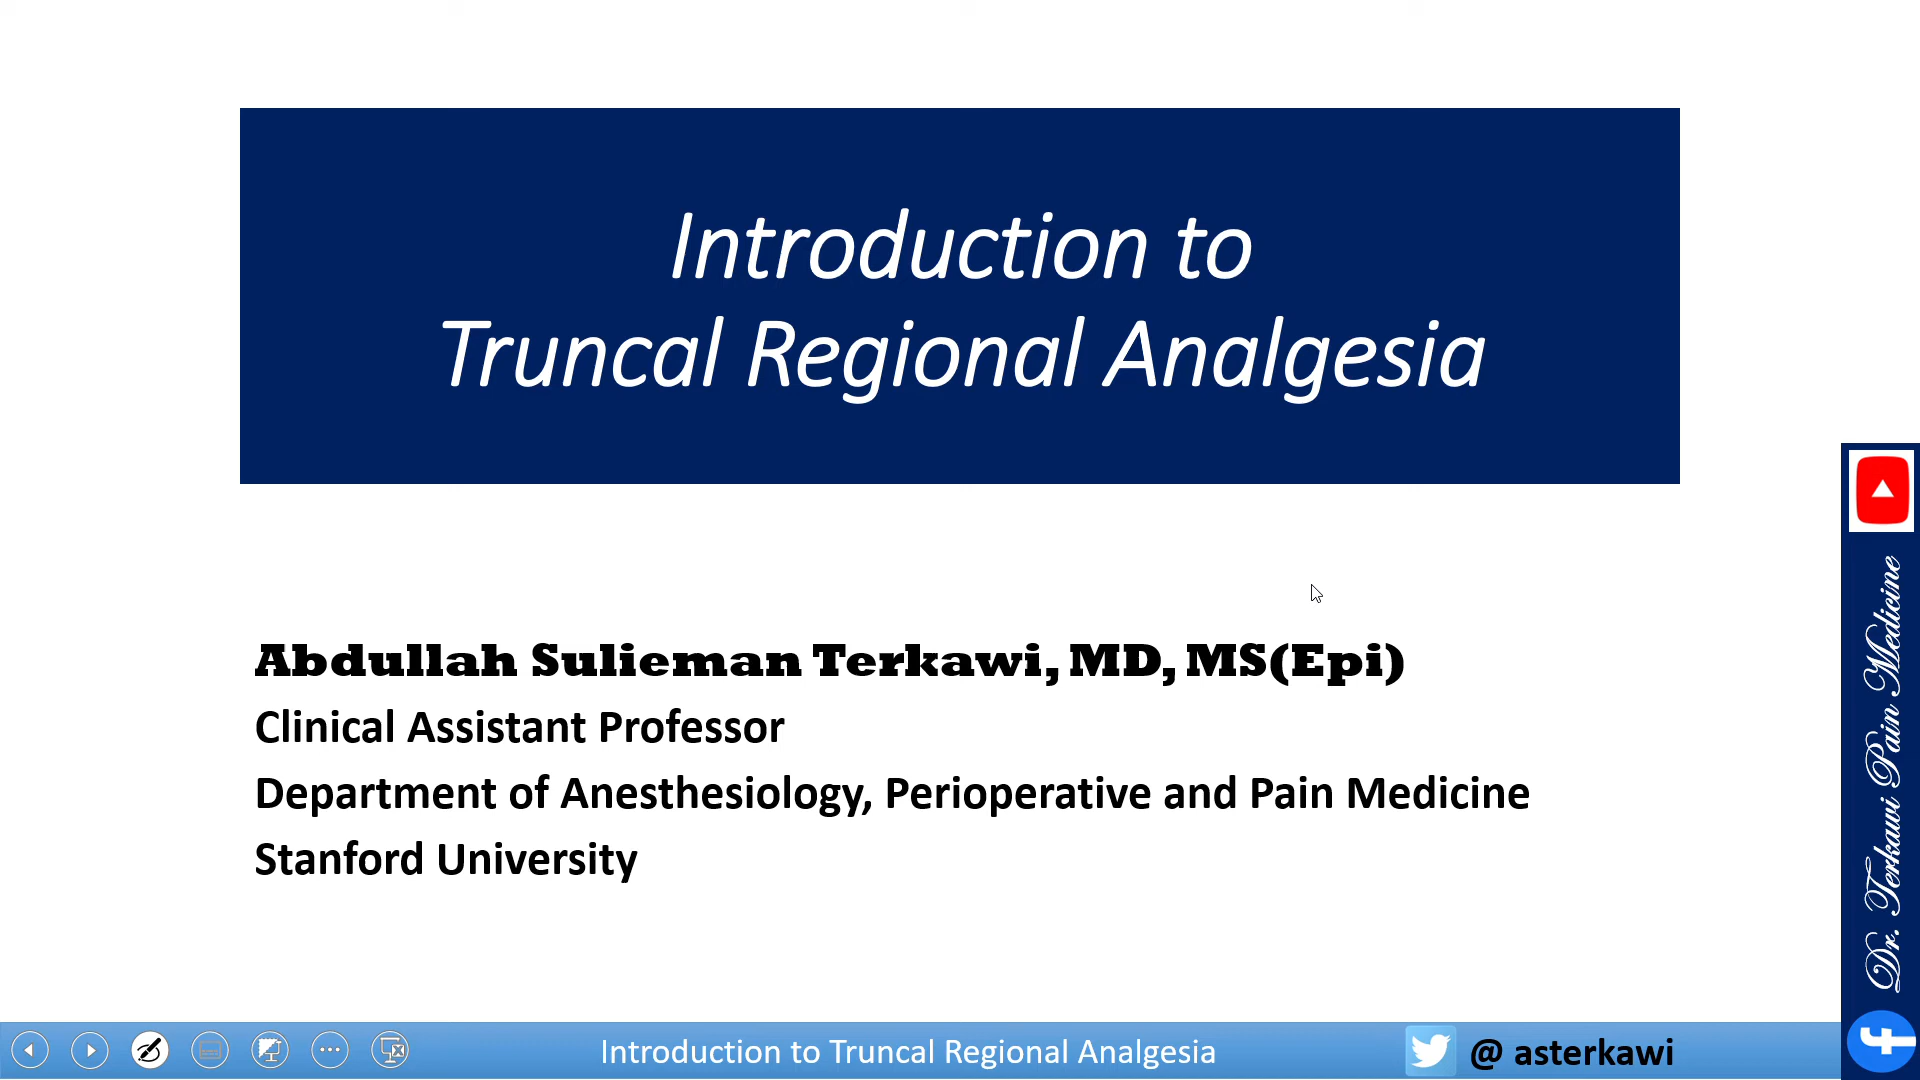 Introduction to
Truncal Regional Analgesia
Abdullah Sulieman Terkawi, MD, MS(Epi)
Clinical Assistant Professor
Department of Anesthesiology, Perioperative and Pain Medicine
Stanford University
Dr. Terkawi Pain Medicine
Introduction to Truncal Regional Analgesia
@ asterkawi